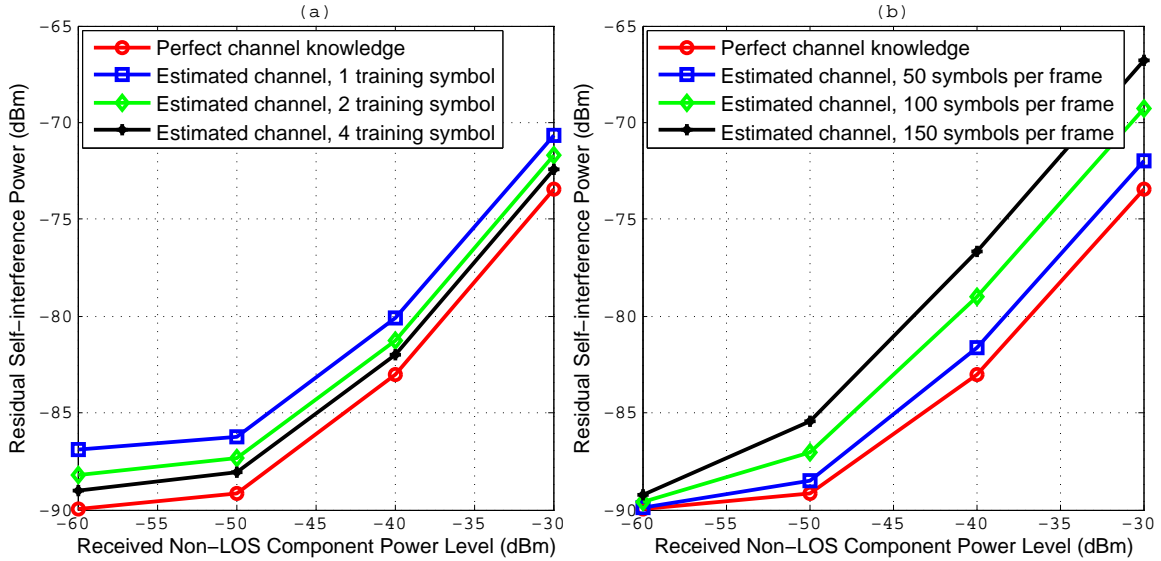 (a)
Residual Self-interference Power (dBm)
-65
-70
-75
-80
-85
-90
Perfect channel knowledge
Estimated channel, 1 training symbol
Estimated channel, 2 training symbol
Estimated channel, 4 training symbol
-60 -55 -50 -45 -40 -35 -30
Received Non-LOS Component Power Level (dBm)
(b)
Residual Self-interference Power (dBm)
-65
-70
-75
-80
-85
-90
Perfect channel knowledge
Estimated channel, 50 symbols per frame
Estimated channel, 100 symbols per frame
Estimated channel, 150 symbols per frame
-60 -55 -50 -45 -40 -35 -30
Received Non-LOS Component Power Level (dBm)